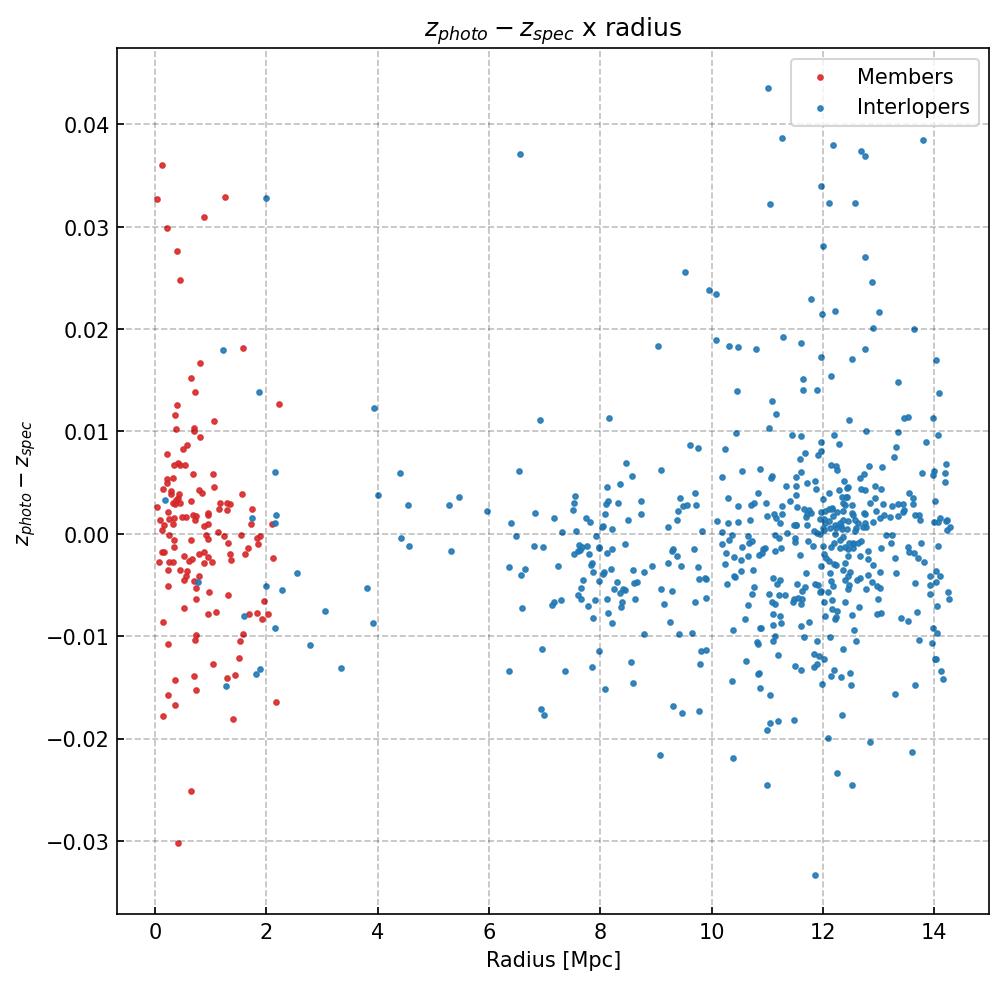 z_photo − z_spec x radius
Members
Interlopers
0.04
0.03
0.02
0.01
0.00
−0.01
−0.02
−0.03
z_photo − z_spec
0 2 4 6 8 10 12 14
Radius [Mpc]